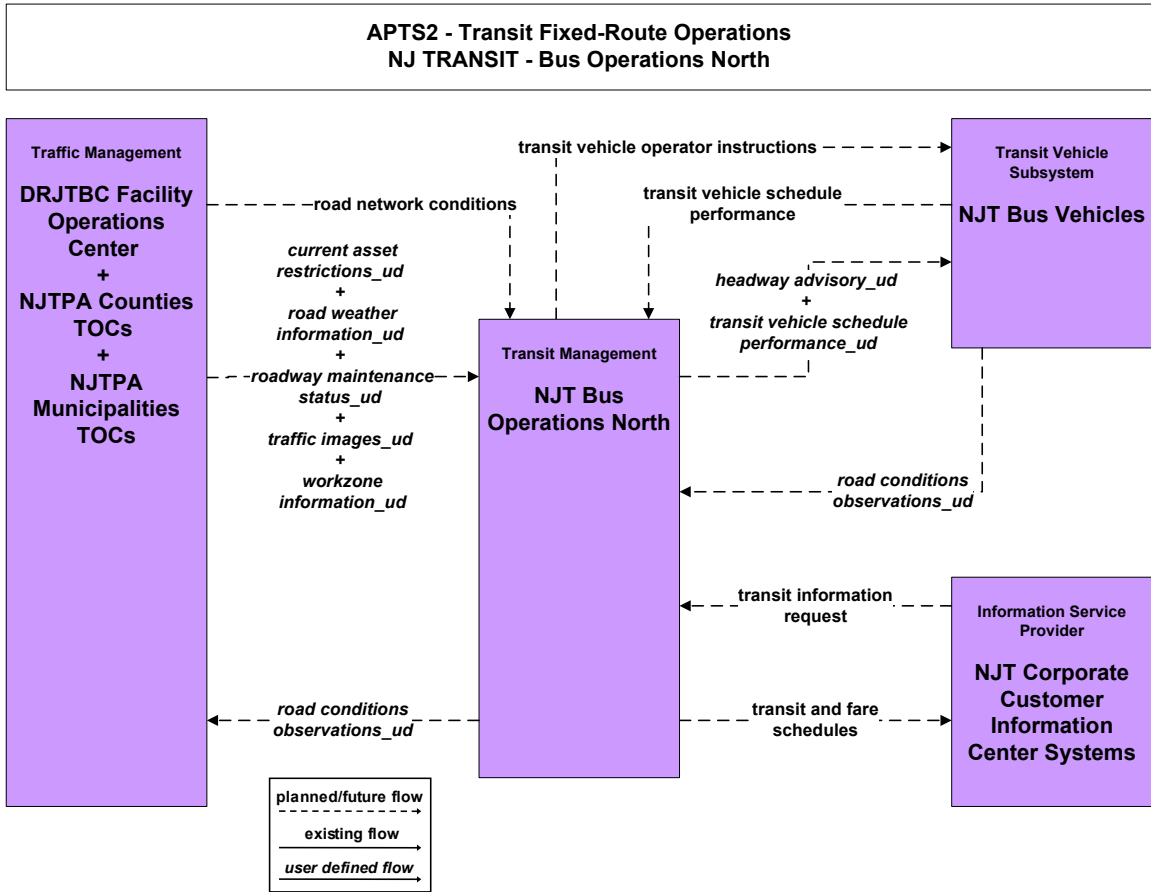 APTS2 - Transit Fixed-Route Operations
NJ TRANSIT - Bus Operations North
Traffic Management
DRJTBC Facility
Operations
Center
+
NJTPA Counties
TOCs
+
NJTPA
Municipalities
TOCs
road network conditions
current asset
restrictions_ud
+
road weather
information_ud
+
roadway maintenance
status_ud
+
traffic images_ud
+
workzone
information_ud
road conditions
observations_ud
Transit Management
NJT Bus
Operations North
transit vehicle operator instructions
transit vehicle schedule
performance
headway advisory_ud
+
transit vehicle schedule
performance_ud
road conditions
observations_ud
transit information
request
transit and fare
schedules
Transit Vehicle
Subsystem
NJT Bus Vehicles
Information Service
Provider
NJT Corporate
Customer
Information
Center Systems
planned/future flow
existing flow
user defined flow